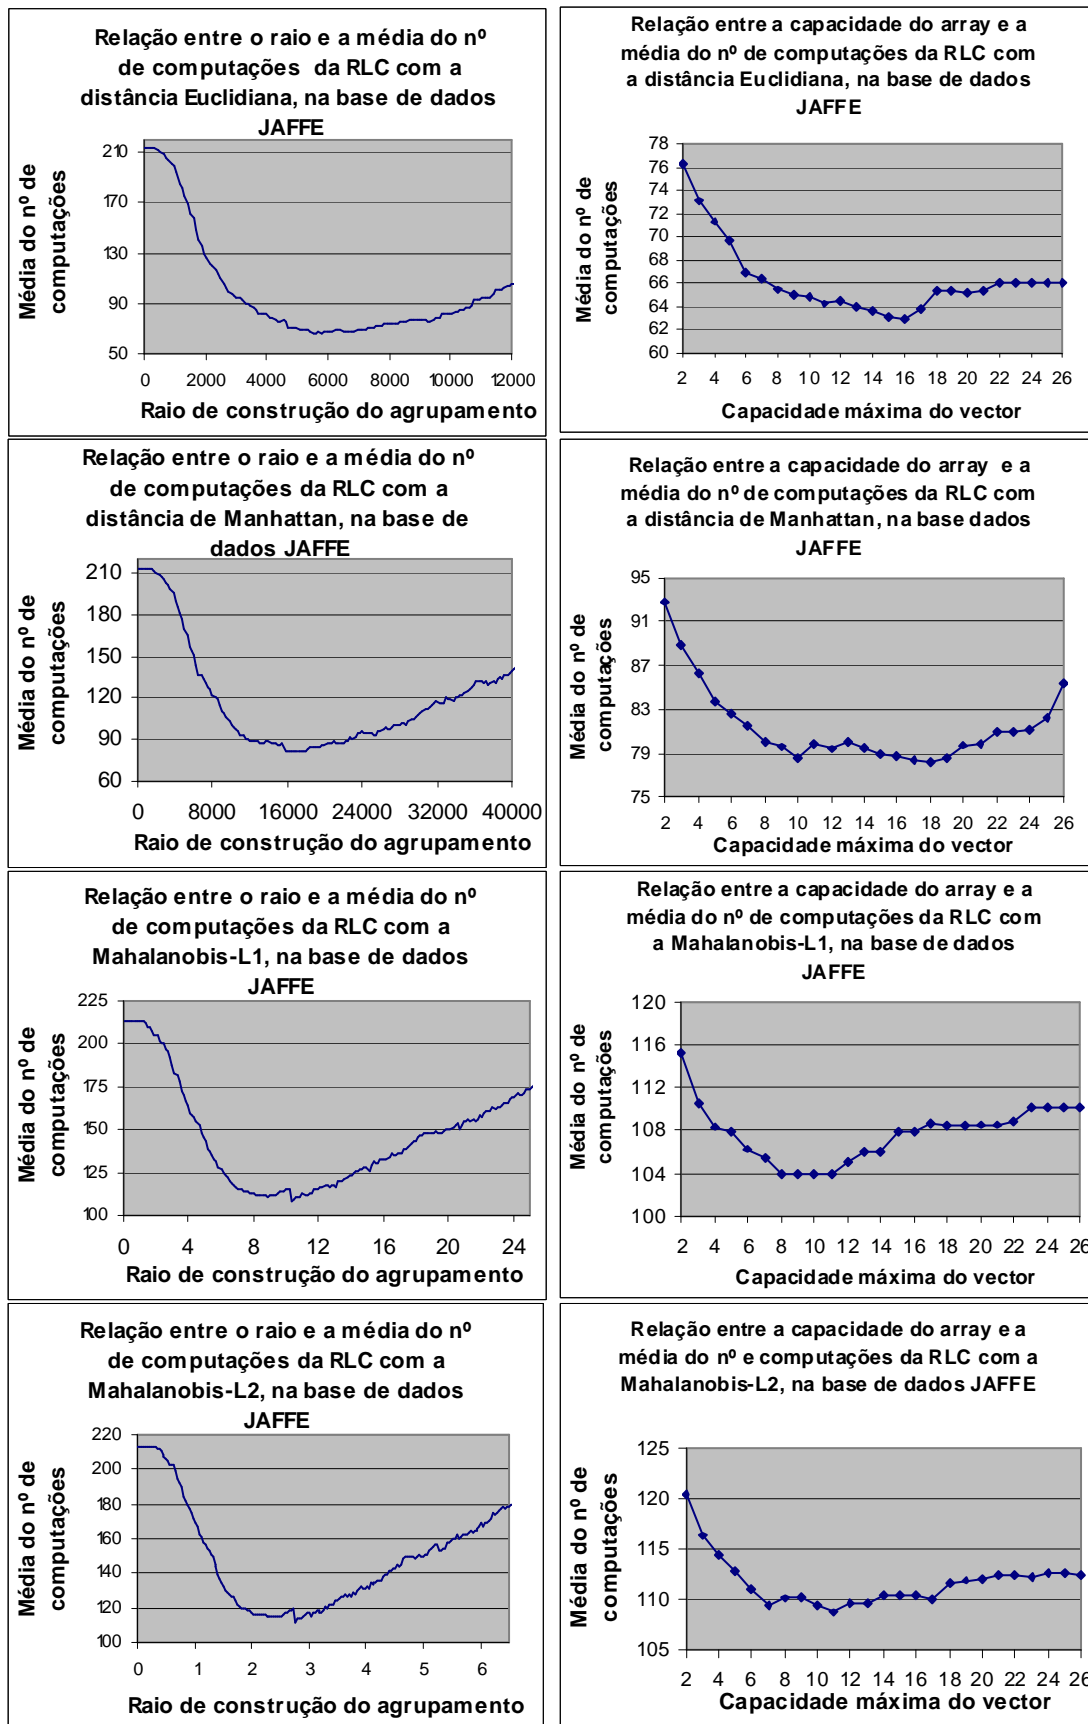 Relação entre o raio e a média do nº
de computações da RLC com a
distância Euclidiana, na base de dados
JAFFE
Média do nº de
computações
210
170
130
90
50
0 2000 4000 6000 8000 10000 12000
Raio de construção do agrupamento
Relação entre a capacidade do array e a
média do nº de computações da RLC com
a distância Euclidiana, na base de dados
JAFFE
Média do nº de
computações
78
76
74
72
70
68
66
64
62
60
2 4 6 8 10 12 14 16 18 20 22 24 26
Capacidade máxima do vector
Relação entre o raio e a média do nº
de computações da RLC com a
distância de Manhattan, na base de
dados JAFFE
Média do nº de
computações
210
180
150
120
90
60
0 8000 16000 24000 32000 40000
Raio de construção do agrupamento
Relação entre a capacidade do array e a
média do nº de computações da RLC com
a distância de Manhattan, na base dados
JAFFE
Média do nº de
computações
95
91
87
83
79
75
2 4 6 8 10 12 14 16 18 20 22 24 26
Capacidade máxima do vector
Relação entre o raio e a média do nº
de computações da RLC com a
Mahalanobis-L1, na base de dados
JAFFE
Média do nº de
computações
225
200
175
150
125
100
0 4 8 12 16 20 24
Raio de construção do agrupamento
Relação entre a capacidade do array e a
média do nº de computações da RLC com
a Mahalanobis-L1, na base de dados
JAFFE
Média do nº de
computações
120
116
112
108
104
100
2 4 6 8 10 12 14 16 18 20 22 24 26
Capacidade máxima do vector
Relação entre o raio e a média do nº
de computações da RLC com a
Mahalanobis-L2, na base de dados
JAFFE
Média do nº de
computações
220
200
180
160
140
120
100
0 1 2 3 4 5 6
Raio de construção do agrupamento
Relação entre a capacidade do array e a
média do nº e computações da RLC com a
Mahalanobis-L2, na base de dados JAFFE
Média do nº de
computações
125
120
115
110
105
2 4 6 8 10 12 14 16 18 20 22 24 26
Capacidade máxima do vector